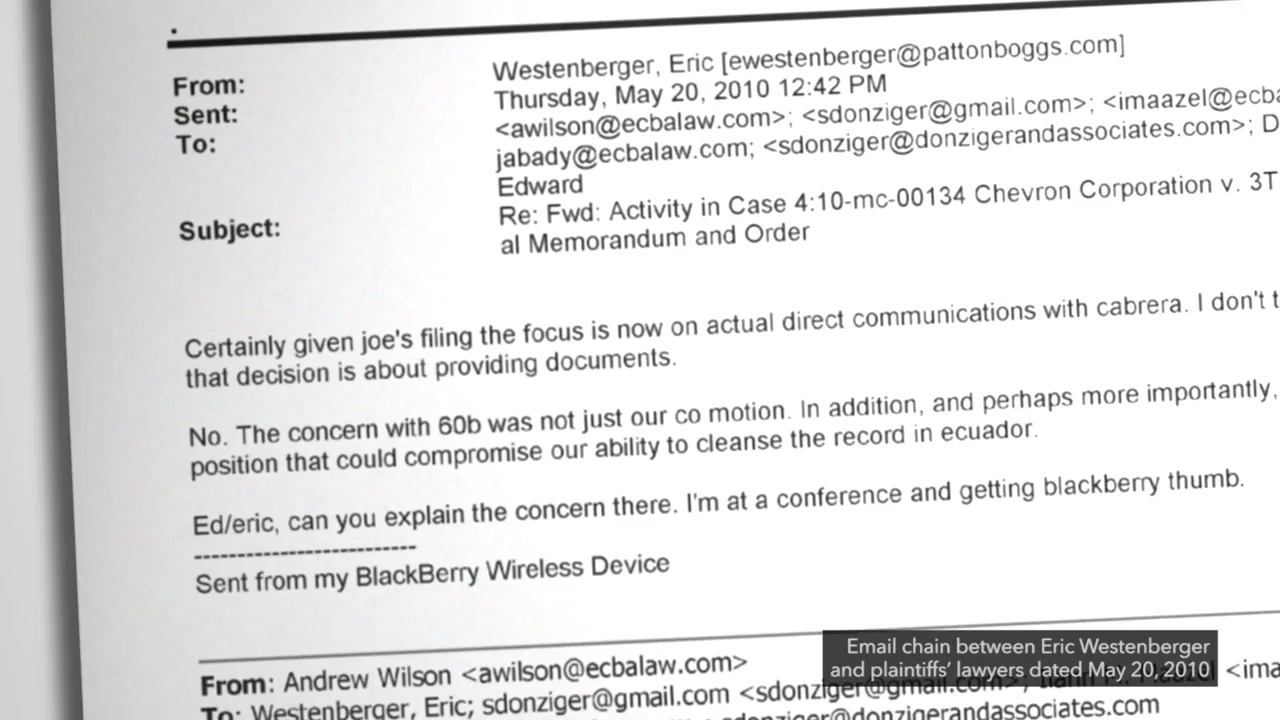 From: Westenberger, Eric [ewestenberger@pattonboggs.com]
Sent: Thursday, May 20, 2010 12:42 PM
To: <awilson@ecbalaw.com>; <sdonziger@gmail.com>; <imaazel@ecba
jabady@ecbalaw.com; <sdonziger@donzigerandassociates.com>; D
Edward
Subject: Re: Fwd: Activity in Case 4:10-mc-00134 Chevron Corporation v. 3T
al Memorandum and Order
Certainly given joe's filing the focus is now on actual direct communications with cabrera. I don't t
that decision is about providing documents.
No. The concern with 60b was not just our co motion. In addition, and perhaps more importantly,
position that could compromise our ability to cleanse the record in ecuador.
Ed/eric, can you explain the concern there. I'm at a conference and getting blackberry thumb.
--------------------------
Sent from my BlackBerry Wireless Device
From: Andrew Wilson <awilson@ecbalaw.com>
To: Westenberger, Eric; sdonziger@gmail.com <sdonziger@gmail.com>; <ima
sdonziger@donzigerandassociates.com
Email chain between Eric Westenberger
and plaintiffs' lawyers dated May 20,2010